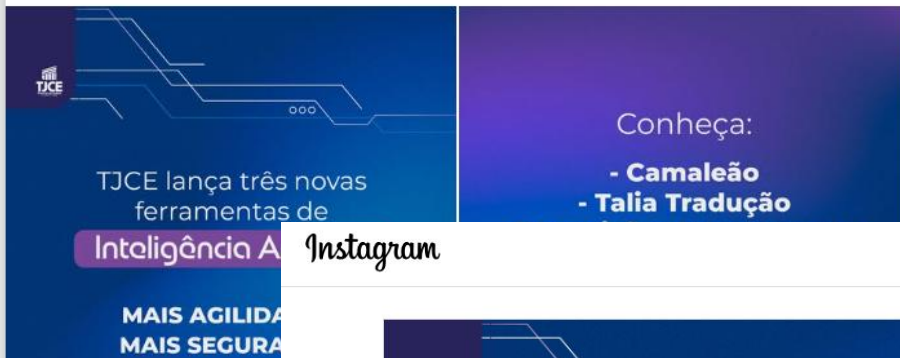 TJCE
TJCE lança três novas
ferramentas de
Inteligência A
MAIS AGILIDA
MAIS SEGURA
Conheça:
- Camaleão
- Talia Tradução
Instagram